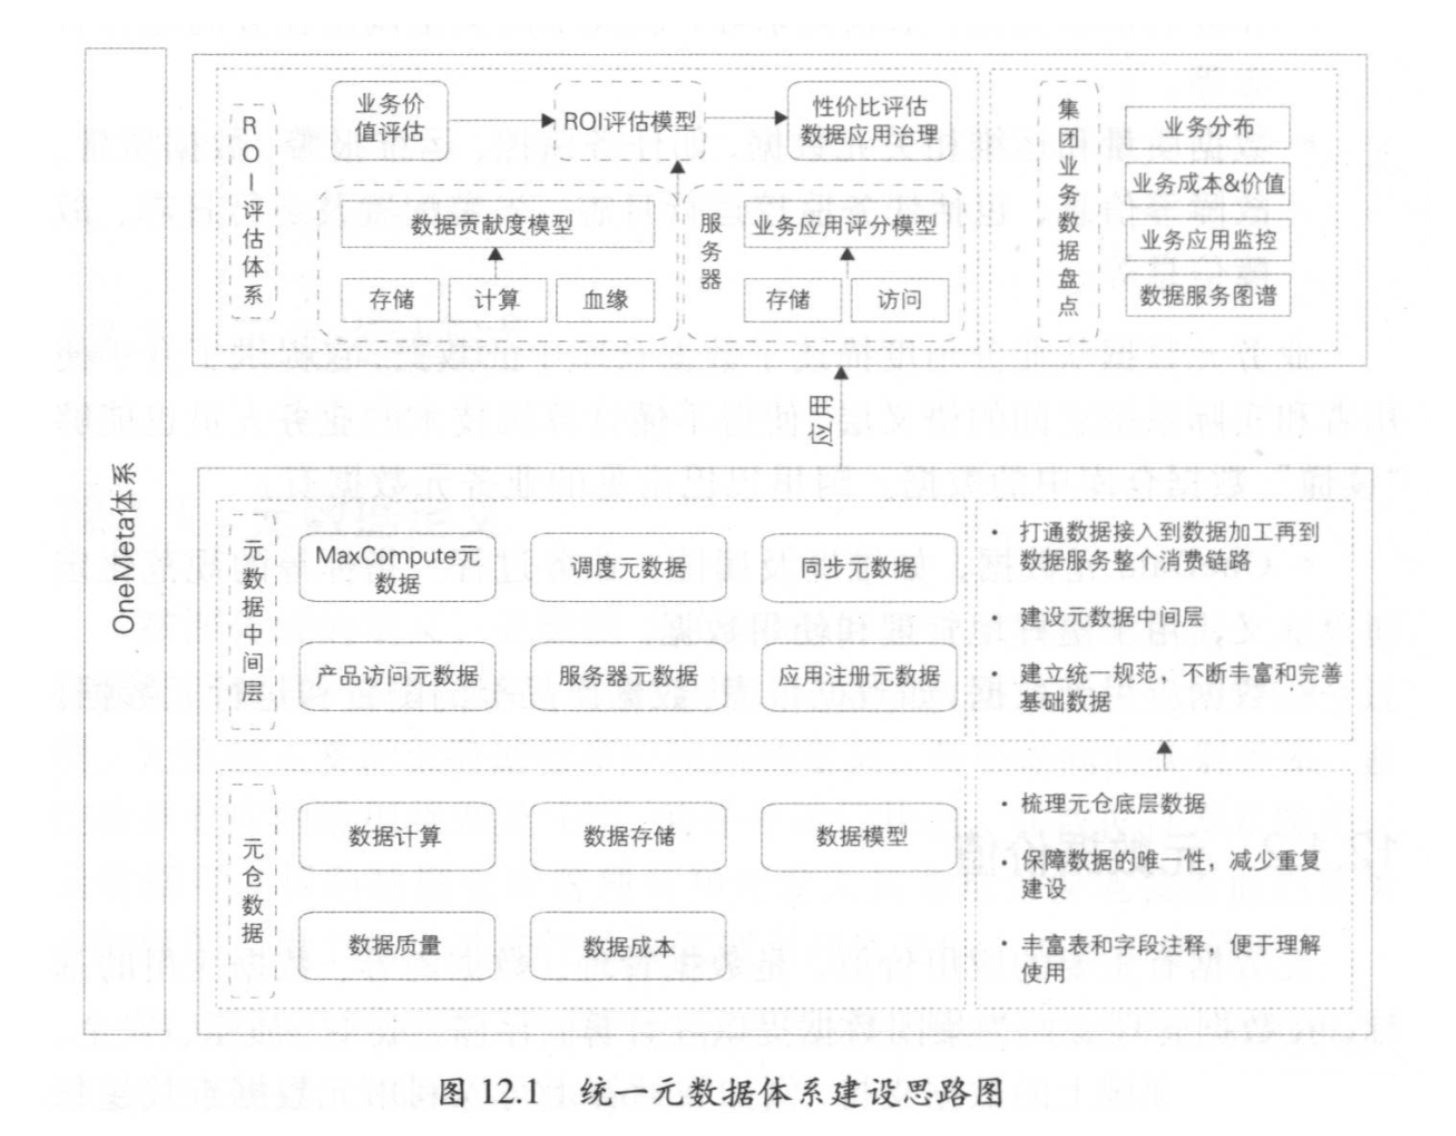 OneMeta体系
ROI评估体系
业务价
值评估
ROI评估模型
性价比评估
数据应用治理
数据贡献度模型
存储
计算
血缘
服务器
业务应用评分模型
存储
访问
集团业务数据盘点
业务分布
业务成本&价值
业务应用监控
数据服务图谱
应用
元数据中间层
MaxCompute元
数据
调度元数据
同步元数据
产品访问元数据
服务器元数据
应用注册元数据
• 打通数据接入到数据加工再到
数据服务整个消费链路
• 建设元数据中间层
• 建立统一规范，不断丰富和完善
基础数据
元仓数据
数据计算
数据存储
数据模型
数据质量
数据成本
• 梳理元仓底层数据
• 保障数据的唯一性，减少重复
建设
• 丰富表和字段注释，便于理解
使用
图 12.1 统一元数据体系建设思路图